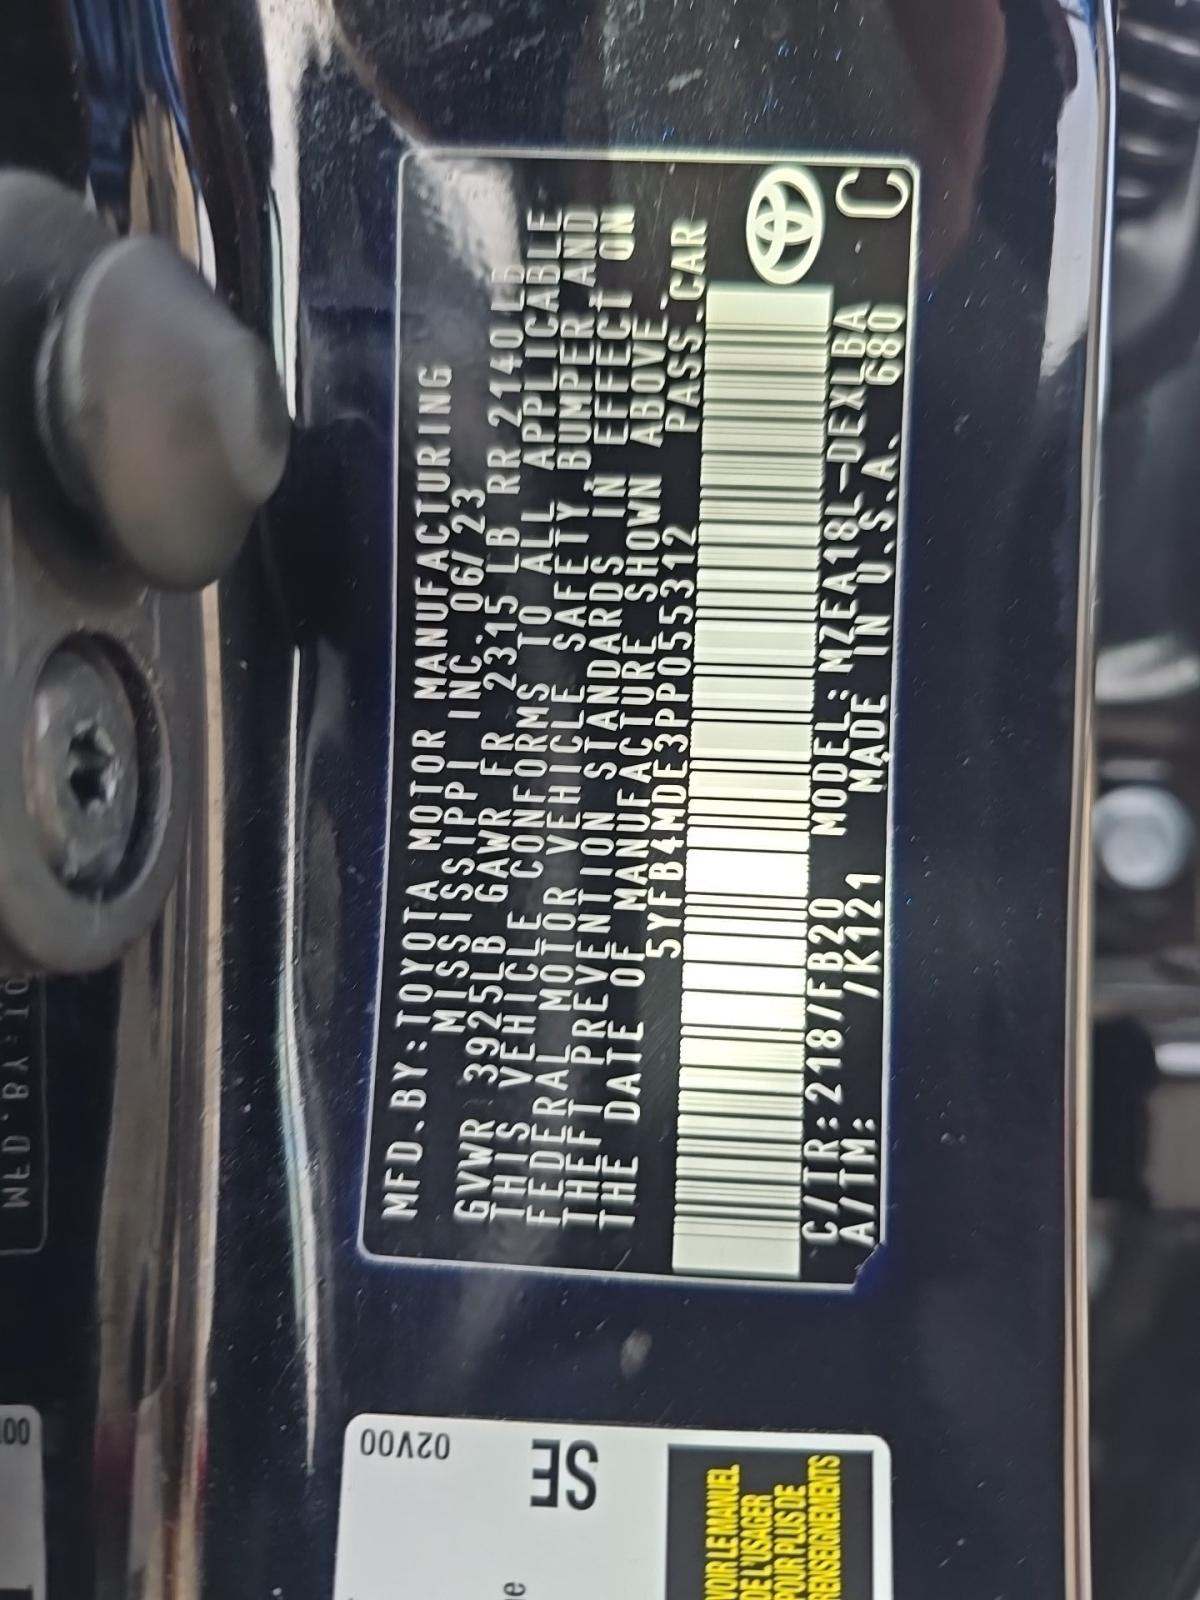 MFD.BY:TOYOTA MOTOR MANUFACTURING
MISSISSIPPI INC. 06/23
GVWR 3925LB GAWR FR 2315 LB RR 2140 LB
THIS VEHICLE CONFORMS TO ALL APPLICABLE
FEDERAL MOTOR VEHICLE SAFETY, BUMPER AND
THEFT PREVENTION STANDARDS IN EFFECT ON
THE DATE OF MANUFACTURE SHOWN ABOVE.
5YFB4MDE3PP055312 PASS.CAR
C/TR:218/FB20 MODEL:MZEA18L-DEXLBA
A/TM: /K121 MADE IN U.S.A. 680 C
02V00
SE
VOIR LE MANUEL
DE L'USAGER
POUR PLUS DE
RENSEIGNEMENTS